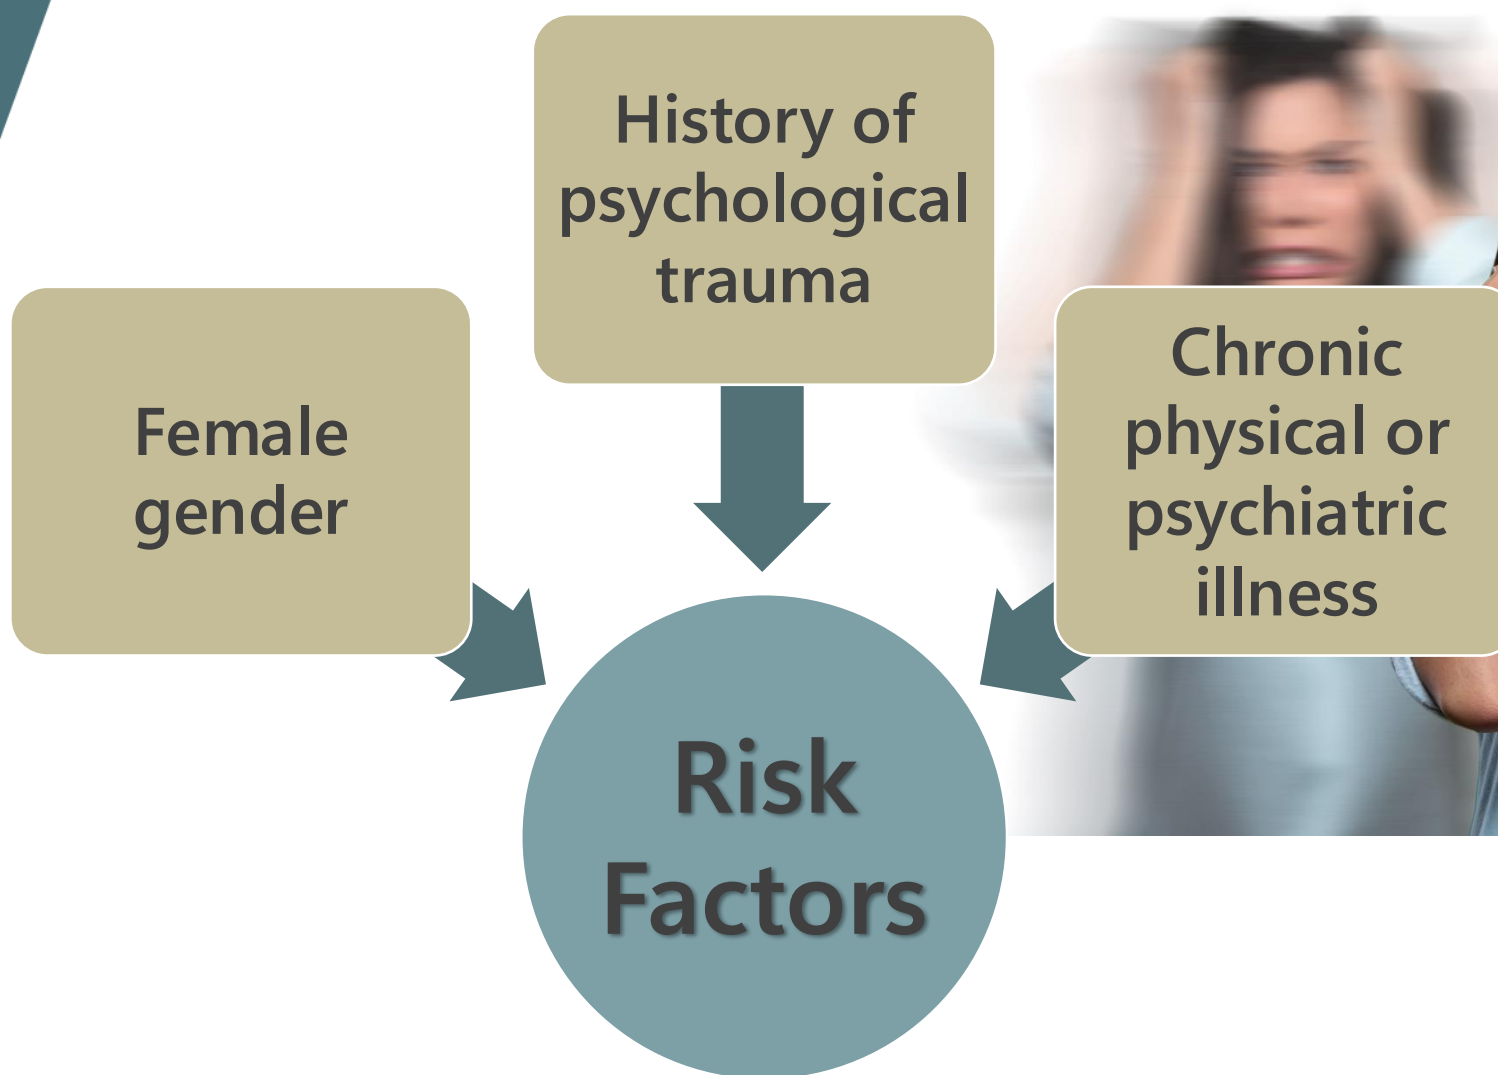 History of
psychological
trauma
Female
gender
Chronic
physical or
psychiatric
illness
Risk
Factors